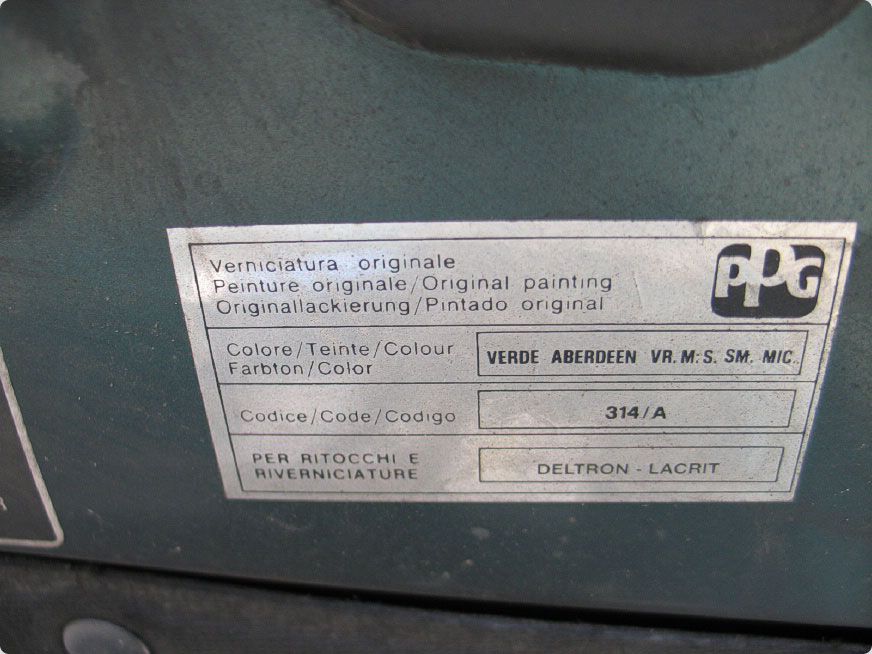 Verniciatura originale
Peinture originale/Original painting
Originallackierung/Pintado original
PPG
Colore/Teinte/Colour
Farbton/Color
VERDE ABERDEEN VR. M: S. SM. MIC.
Codice/Code/Codigo
314/A
PER RITOCCHI E
RIVERNICIATURE
DELTRON - LACRIT
R